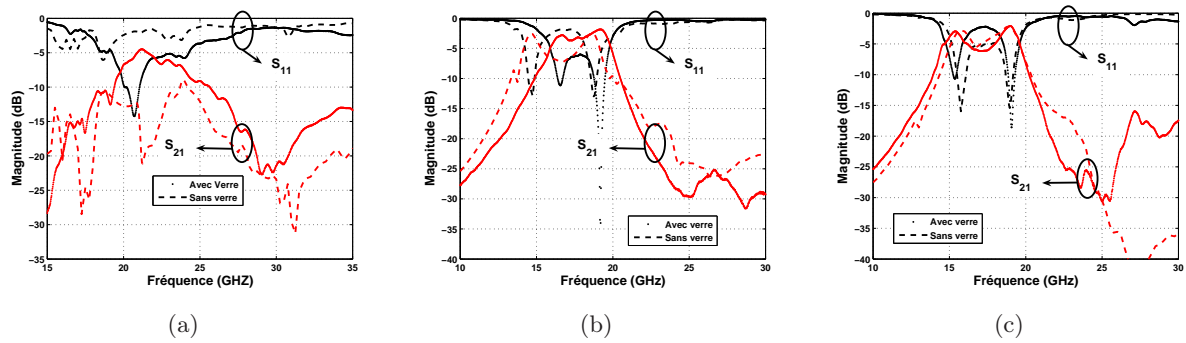 0
−5
−10
−15
−20
−25
−30
−35
15
20
25
30
35
Magnitude (dB)
Fréquence (GHZ)
S11
S21
Avec Verre
Sans verre
(a)
0
−5
−10
−15
−20
−25
−30
−35
−40
10
15
20
25
30
Magnitude (dB)
Fréquence (GHz)
S11
S21
Avec verre
Sans verre
(b)
0
−5
−10
−15
−20
−25
−30
−35
−40
10
15
20
25
30
Magnitude (dB)
Fréquence (GHz)
S11
S21
Avec verre
Sans verre
(c)